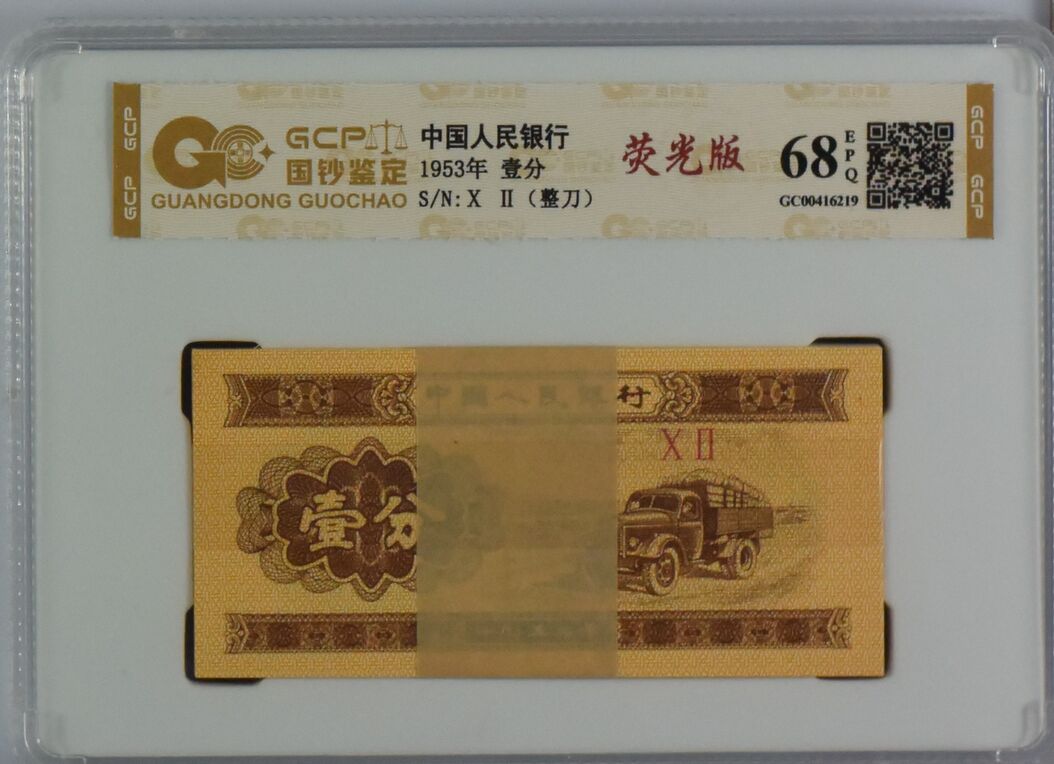 GCP
国钞鉴定
GUANGDONG GUOCHAO
中国人民银行
1953年 壹分
S/N: X Ⅱ（整刀）
荧光版
68
EPQ
GC00416219
GCP
GCP
GCP
GCP
中国人民银行
X II
壹分